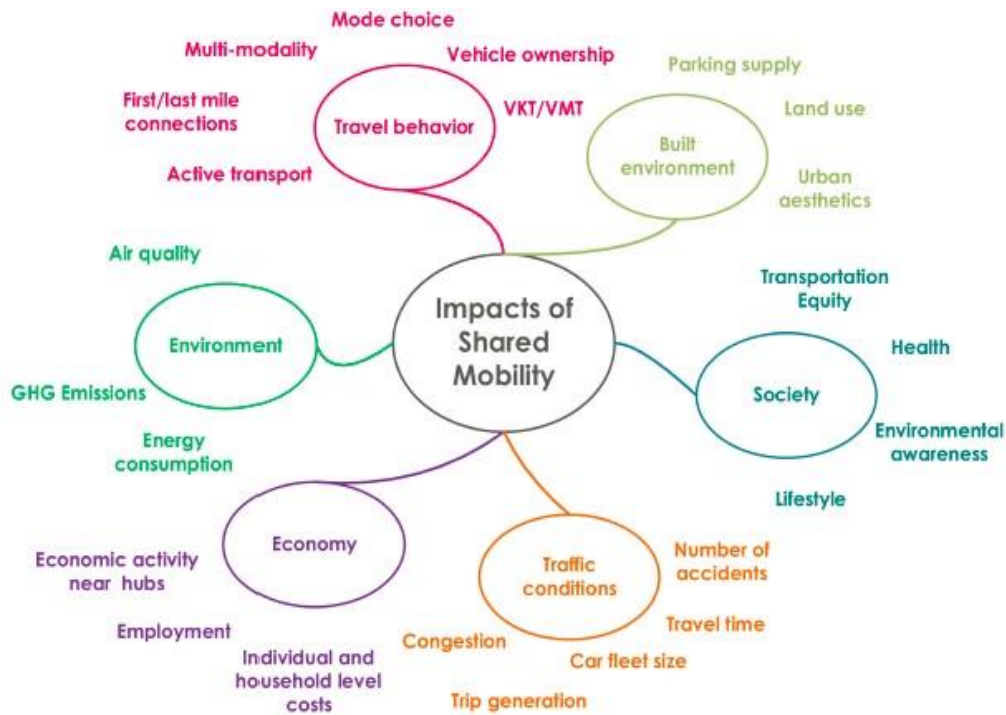 Mode choice
Multi-modality
Vehicle ownership
First/last mile
connections
VKT/VMT
Travel behavior
Active transport
Parking supply
Land use
Built
environment
Urban
aesthetics
Air quality
Environment
GHG Emissions
Energy
consumption
Impacts of
Shared
Mobility
Transportation
Equity
Health
Society
Environmental
awareness
Lifestyle
Economy
Economic activity
near hubs
Employment
Individual and
household level
costs
Traffic
conditions
Number of
accidents
Travel time
Congestion
Car fleet size
Trip generation